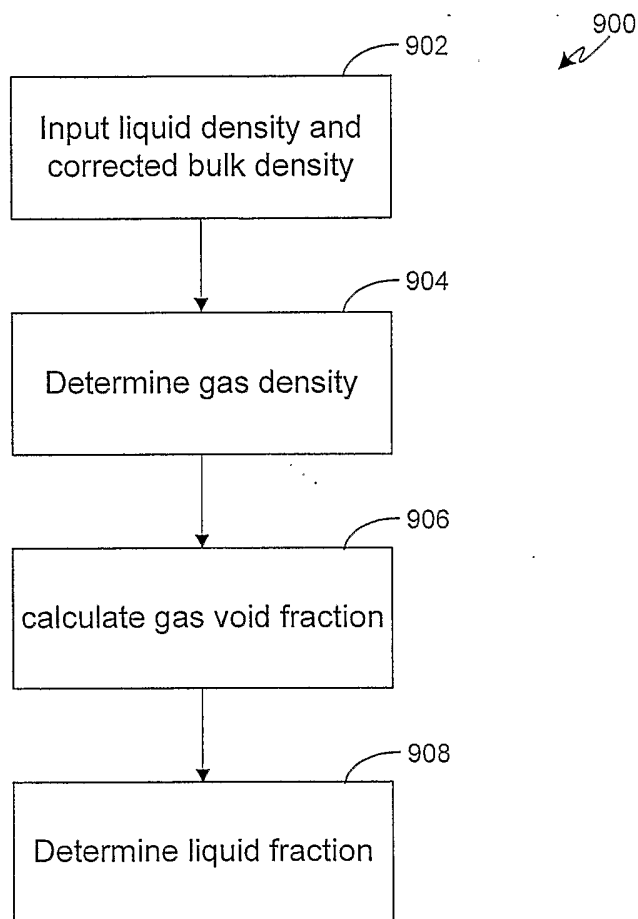 900
902
Input liquid density and
corrected bulk density
904
Determine gas density
906
calculate gas void fraction
908
Determine liquid fraction